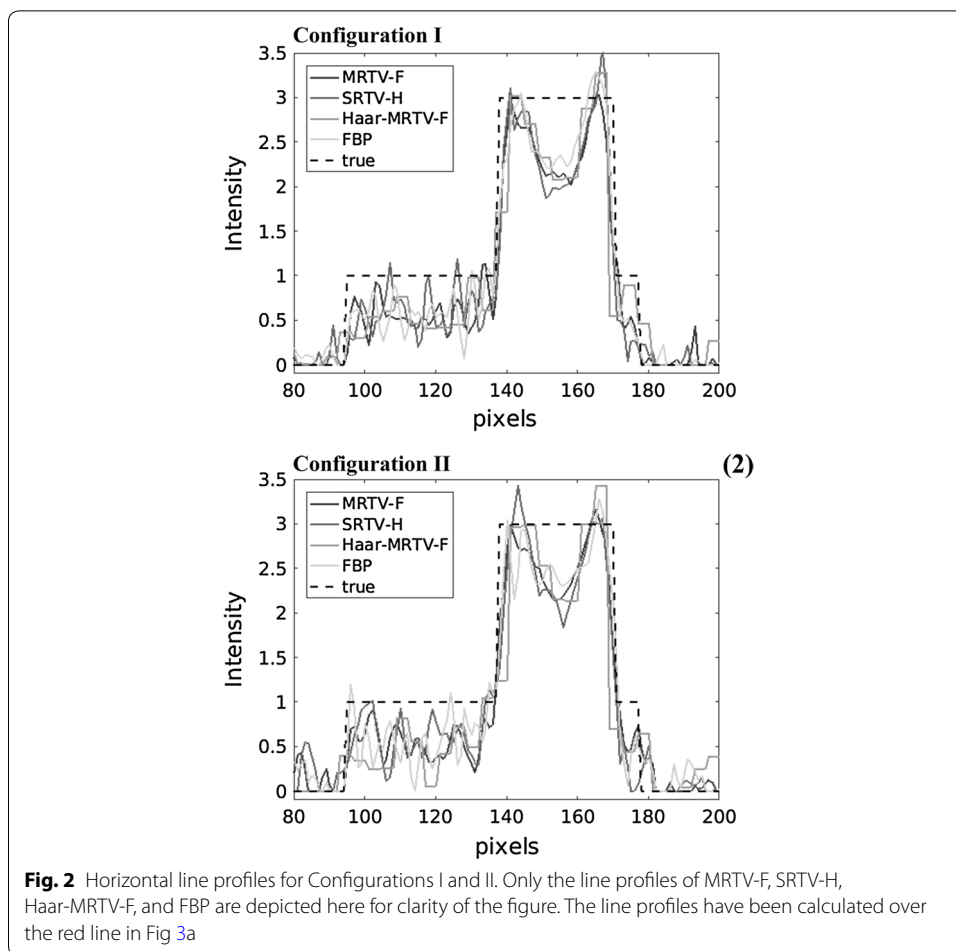 Configuration I
3.5
3
2.5
2
1.5
1
0.5
0
Intensity
MRTV-F
SRTV-H
Haar-MRTV-F
FBP
true
80 100 120 140 160 180 200
pixels
Configuration II
(2)
3.5
3
2.5
2
1.5
1
0.5
0
Intensity
MRTV-F
SRTV-H
Haar-MRTV-F
FBP
true
80 100 120 140 160 180 200
pixels
Fig. 2 Horizontal line profiles for Configurations I and II. Only the line profiles of MRTV-F, SRTV-H,
Haar-MRTV-F, and FBP are depicted here for clarity of the figure. The line profiles have been calculated over
the red line in Fig 3a